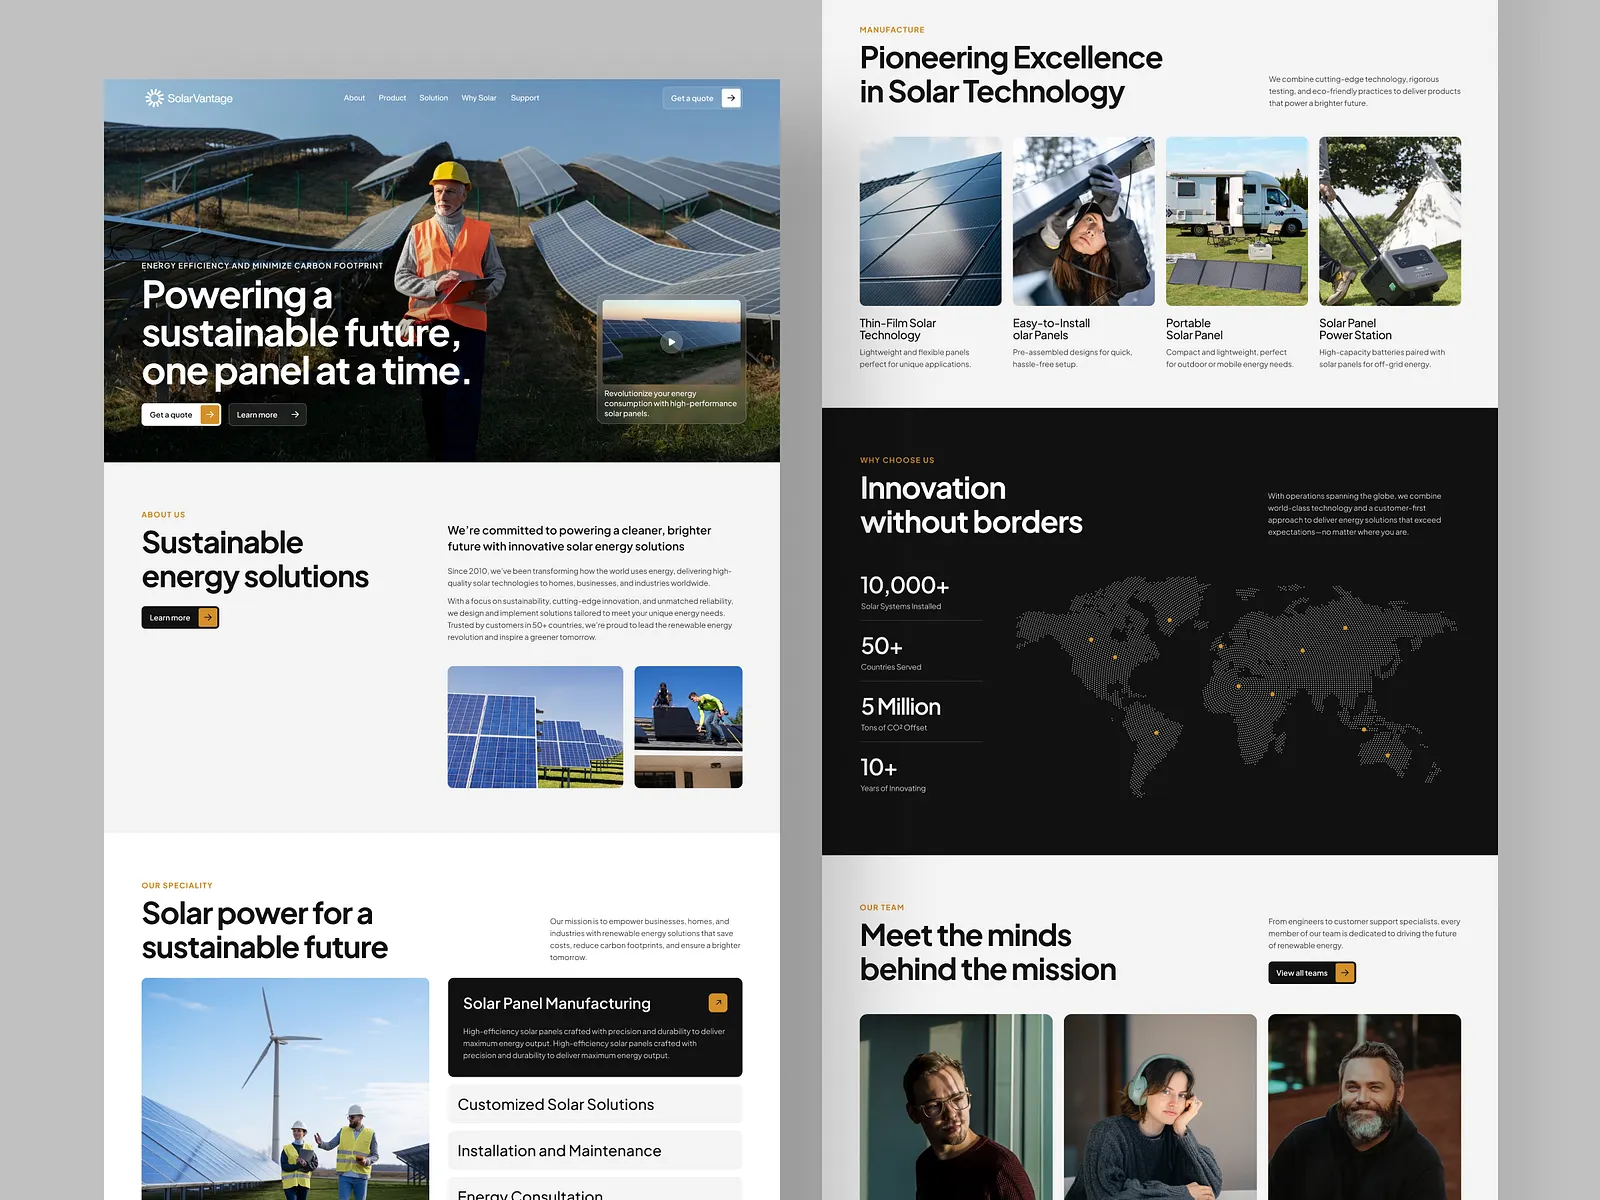 SolarVantage
About
Product
Solution
Why Solar
Support
Get a quote
ENERGY EFFICIENCY AND MINIMIZE CARBON FOOTPRINT
Powering a
sustainable future,
one panel at a time.
Get a quote
Learn more
Revolutionize your energy
consumption with high-performance
solar panels.
ABOUT US
Sustainable
energy solutions
Learn more
We're committed to powering a cleaner, brighter
future with innovative solar energy solutions
Since 2010, we've been transforming how the world uses energy, delivering high-
quality solar technologies to homes, businesses, and industries worldwide.
With a focus on sustainability, cutting-edge innovation, and unmatched reliability,
we design and implement solutions tailored to meet your unique energy needs.
Trusted by customers in 50+ countries, we're proud to lead the renewable energy
revolution and inspire a greener tomorrow.
OUR SPECIALITY
Solar power for a
sustainable future
Our mission is to empower businesses, homes, and
industries with renewable energy solutions that save
costs, reduce carbon footprints, and ensure a brighter
tomorrow.
Solar Panel Manufacturing
High-efficiency solar panels crafted with precision and durability to deliver
maximum energy output. High-efficiency solar panels crafted with
precision and durability to deliver maximum energy output.
Customized Solar Solutions
Installation and Maintenance
Energy Consultation
MANUFACTURE
Pioneering Excellence
in Solar Technology
We combine cutting-edge technology, rigorous
testing, and eco-friendly practices to deliver products
that power a brighter future.
Thin-Film Solar
Technology
Lightweight and flexible panels
perfect for unique applications.
Easy-to-Install
olar Panels
Pre-assembled designs for quick,
hassle-free setup.
Portable
Solar Panel
Compact and lightweight, perfect
for outdoor or mobile energy needs.
Solar Panel
Power Station
High-capacity batteries paired with
solar panels for off-grid energy.
WHY CHOOSE US
Innovation
without borders
With operations spanning the globe, we combine
world-class technology and a customer-first
approach to deliver energy solutions that exceed
expectations—no matter where you are.
10,000+
Solar Systems Installed
50+
Countries Served
5 Million
Tons of CO² Offset
10+
Years of Innovating
OUR TEAM
Meet the minds
behind the mission
From engineers to customer support specialists, every
member of our team is dedicated to driving the future
of renewable energy.
View all teams